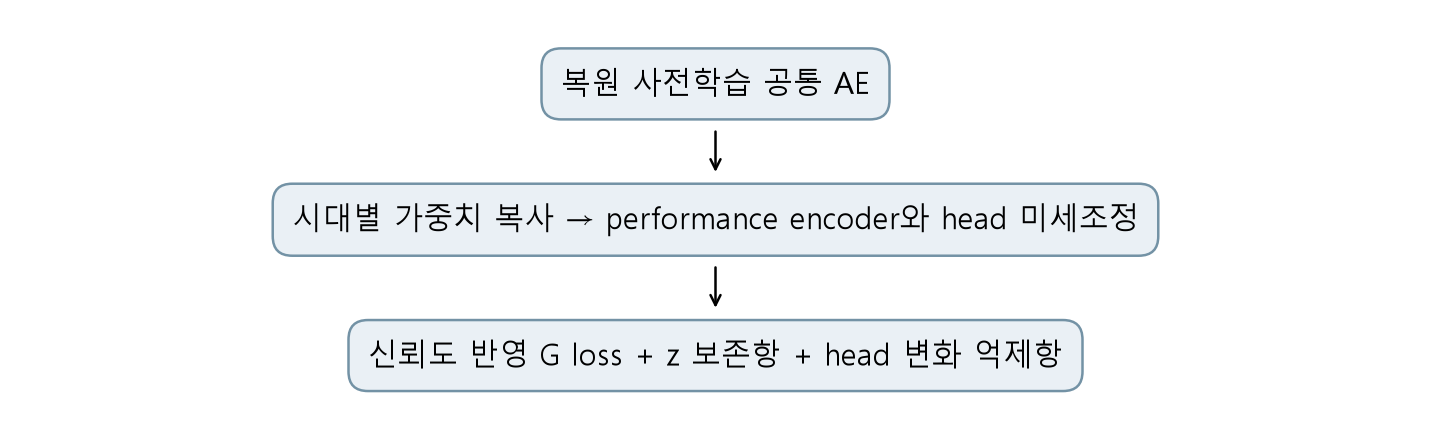 복원 사전학습 공통 AE
시대별 가중치 복사 → performance encoder와 head 미세조정
신뢰도 반영 G loss + z 보존항 + head 변화 억제항